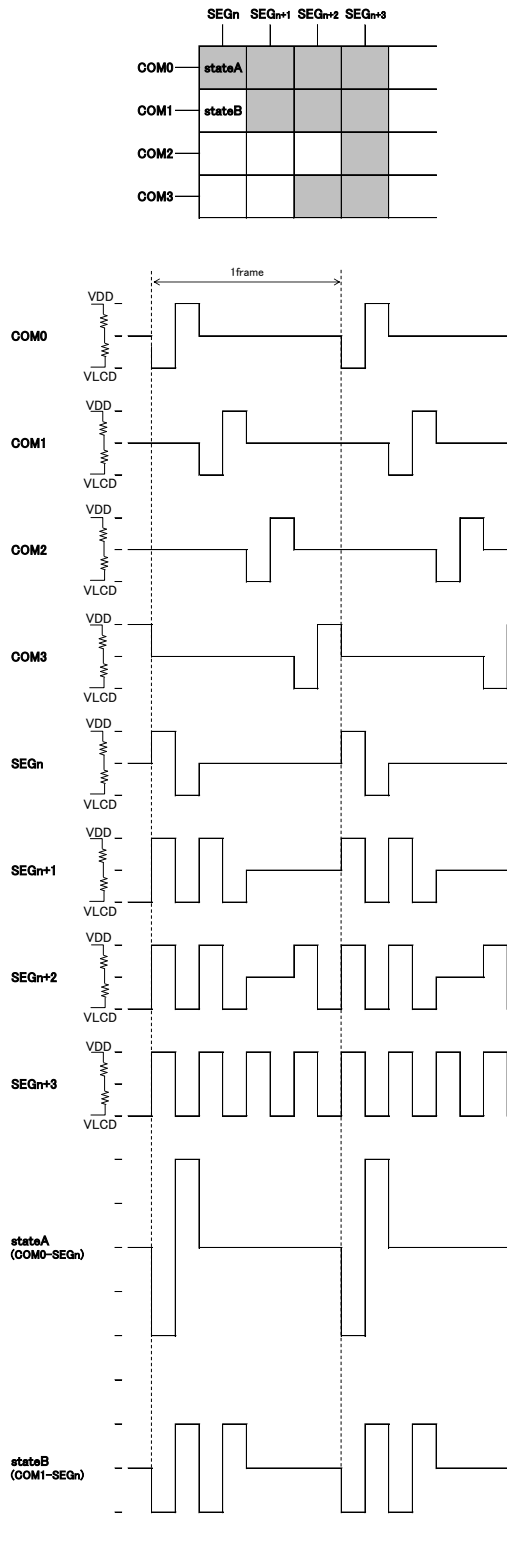 SEGn SEGn+1 SEGn+2 SEGn+3
COM0 stateA
COM1 stateB
COM2
COM3
1frame
VDD
COM0
VLCD
VDD
COM1
VLCD
VDD
COM2
VLCD
VDD
COM3
VLCD
VDD
SEGn
VLCD
VDD
SEGn+1
VLCD
VDD
SEGn+2
VLCD
VDD
SEGn+3
VLCD
stateA
(COM0-SEGn)
stateB
(COM1-SEGn)